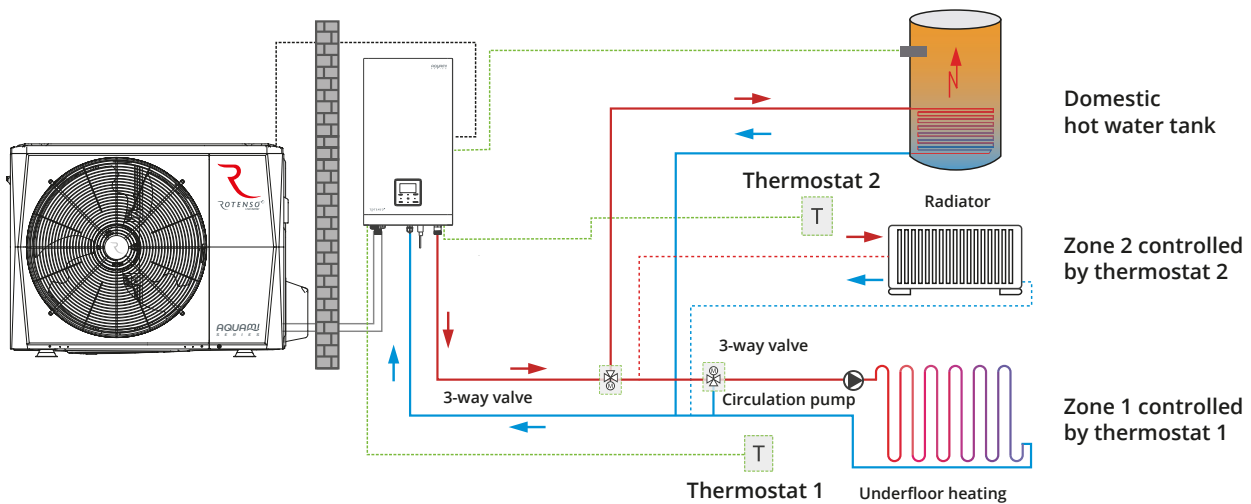 Domestic
hot water tank
Thermostat 2
T
Radiator
Zone 2 controlled
by thermostat 2
R
ROTENSO
AQUAMI
SERIES
3-way valve
M
M
3-way valve
Circulation pump
Zone 1 controlled
by thermostat 1
T
Thermostat 1
Underfloor heating